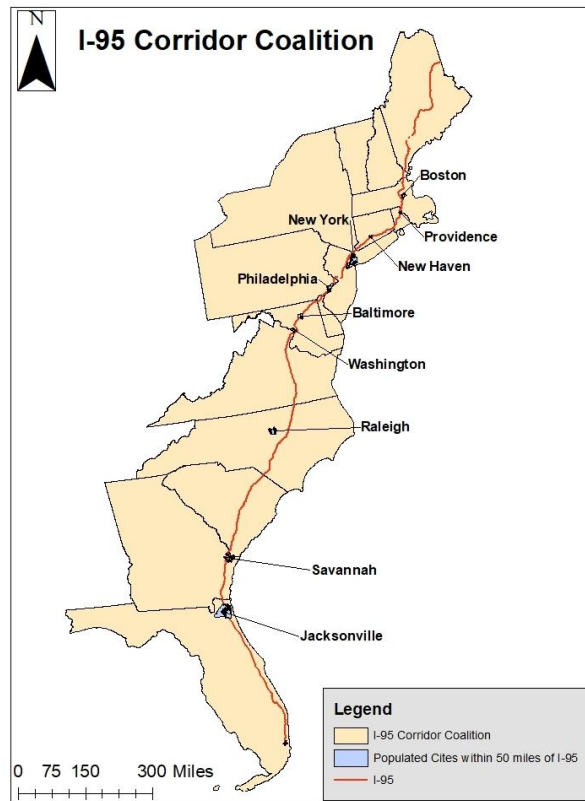 N
I-95 Corridor Coalition
Boston
New York
Providence
New Haven
Philadelphia
Baltimore
Washington
Raleigh
Savannah
Jacksonville
Legend
I-95 Corridor Coalition
Populated Cites within 50 miles of I-95
I-95
0 75 150 300 Miles